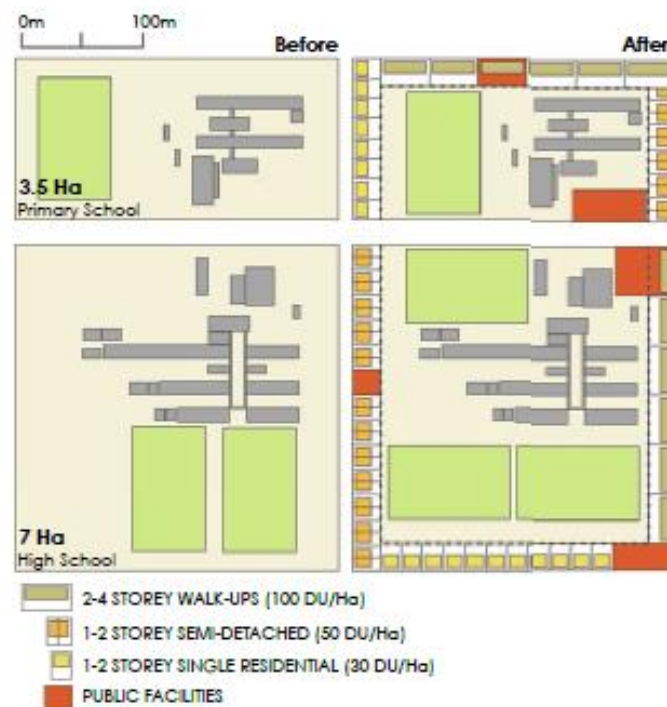 0m 100m
Before After
3.5 Ha
Primary School
7 Ha
High School
2-4 STOREY WALK-UPS (100 DU/Ha)
1-2 STOREY SEMI-DETACHED (50 DU/Ha)
1-2 STOREY SINGLE RESIDENTIAL (30 DU/Ha)
PUBLIC FACILITIES